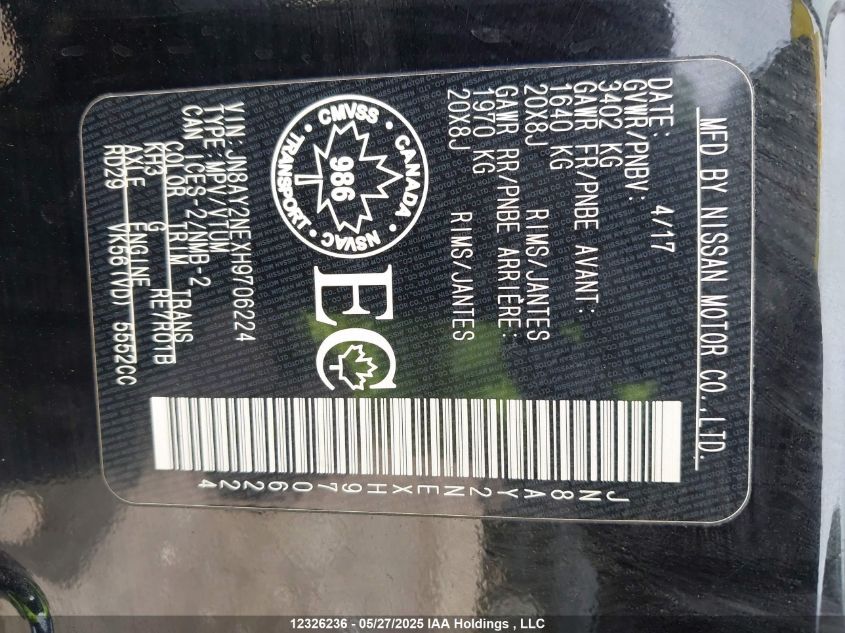 MFD BY NISSAN MOTOR CO.,LTD.
DATE: 4/17
GVWR/PNBV:
3402 KG
GAWR FR/PNBE AVANT:
1640 KG RIMS/JANTES
20X8J
GAWR RR/PNBE ARRIÈRE:
1970 KG RIMS/JANTES
20X8J
CMVSS CANADA
986
TRANSPORT NSVAC
EC
VIN: JN8AY2NEXH9706224
TYPE:MPV/VTUM
CAN ICES-2/NMB-2
COLOR TRIM TRANS
KH3 G RE7R01B
AXLE ENGINE
RD29 VK56(VD) 5552CC
JN8AY2NEXH9706224
12326236 - 05/27/2025 IAA Holdings , LLC